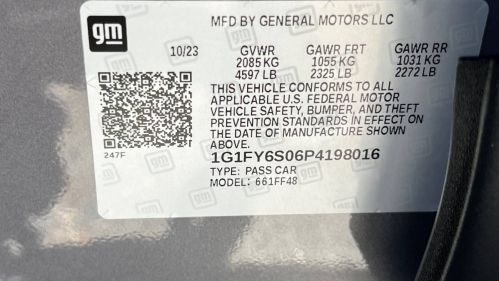 gm
MFD BY GENERAL MOTORS LLC
10/23 GVWR GAWR FRT GAWR RR
2085 KG 1055 KG 1031 KG
4597 LB 2325 LB 2272 LB
THIS VEHICLE CONFORMS TO ALL
APPLICABLE U.S. FEDERAL MOTOR
VEHICLE SAFETY, BUMPER, AND THEFT
PREVENTION STANDARDS IN EFFECT ON
THE DATE OF MANUFACTURE SHOWN
ABOVE.
1G1FY6S06P4198016
TYPE: PASS CAR
MODEL: 661FF48
247F